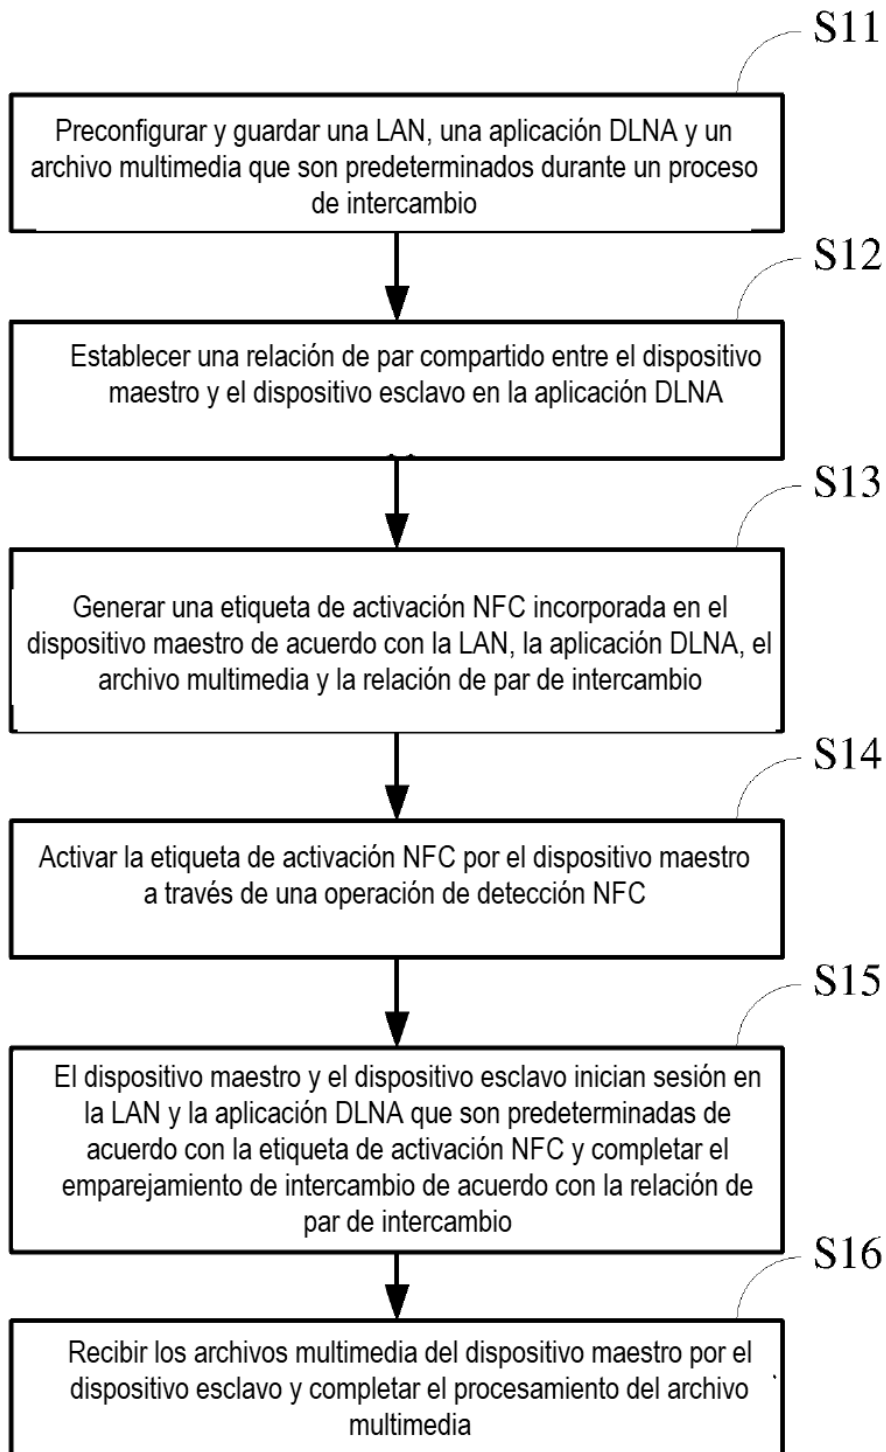 S11
Preconfigurar y guardar una LAN, una aplicación DLNA y un
archivo multimedia que son predeterminados durante un proceso
de intercambio
S12
Establecer una relación de par compartido entre el dispositivo
maestro y el dispositivo esclavo en la aplicación DLNA
S13
Generar una etiqueta de activación NFC incorporada en el
dispositivo maestro de acuerdo con la LAN, la aplicación DLNA, el
archivo multimedia y la relación de par de intercambio
S14
Activar la etiqueta de activación NFC por el dispositivo maestro
a través de una operación de detección NFC
S15
El dispositivo maestro y el dispositivo esclavo inician sesión en
la LAN y la aplicación DLNA que son predeterminadas de
acuerdo con la etiqueta de activación NFC y completar el
emparejamiento de intercambio de acuerdo con la relación de
par de intercambio
S16
Recibir los archivos multimedia del dispositivo maestro por el
dispositivo esclavo y completar el procesamiento del archivo
multimedia